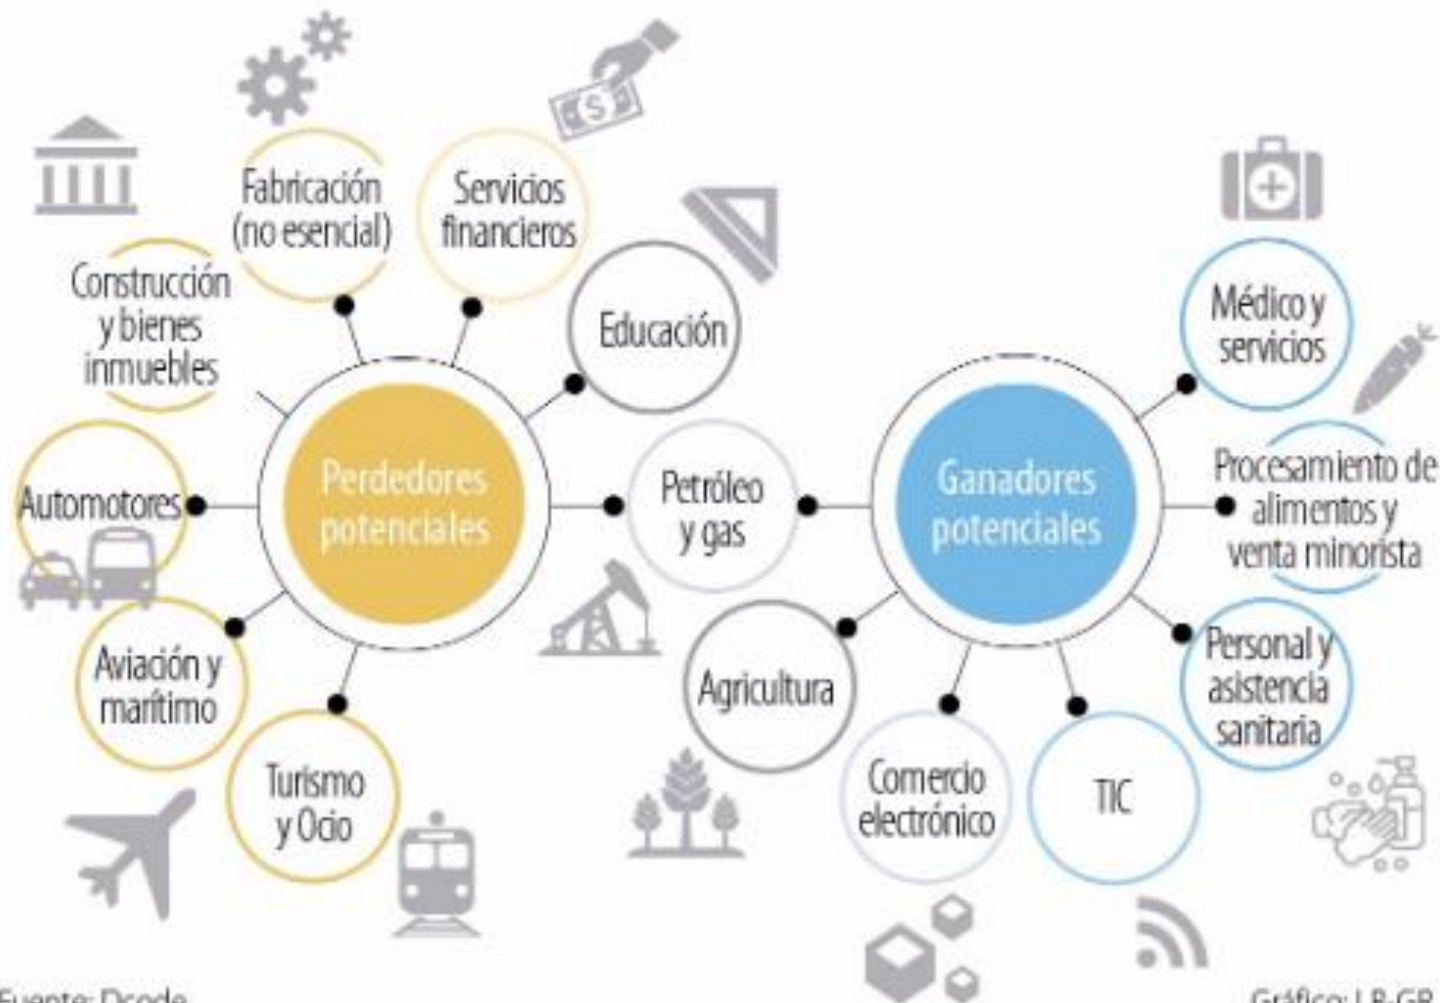 Fabricación
(no esencial)
Servicios
financieros
Construcción
y bienes
inmuebles
Educación
Automotores
Perdedores
potenciales
Petróleo
y gas
Aviación y
marítimo
Turismo
y Ocio
Ganadores
potenciales
Médico y
servicios
Procesamiento de
alimentos y
venta minorista
Personal y
asistencia
sanitaria
Agricultura
Comercio
electrónico
TIC
$
Fuente: Dcode
Gráfico: LR-GR